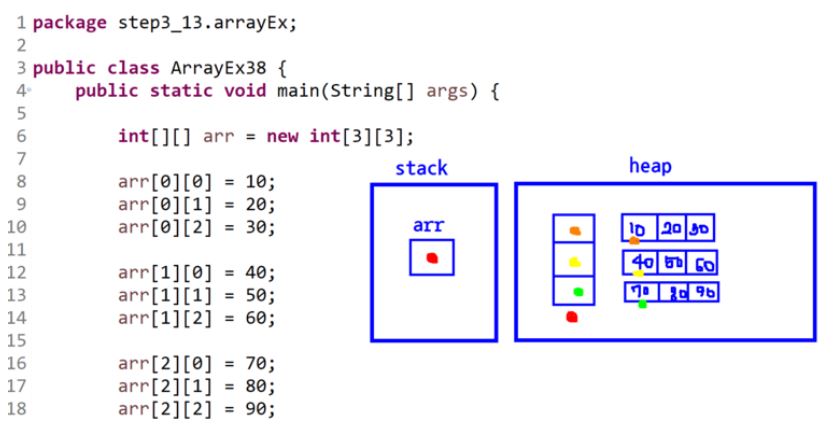 1 package step3_13.arrayEx;
2
3 public class ArrayEx38 {
4 public static void main(String[] args) {
5
6 int[][] arr = new int[3][3];
7
8 arr[0][0] = 10;
9 arr[0][1] = 20;
10 arr[0][2] = 30;
11
12 arr[1][0] = 40;
13 arr[1][1] = 50;
14 arr[1][2] = 60;
15
16 arr[2][0] = 70;
17 arr[2][1] = 80;
18 arr[2][2] = 90;
stack
arr
heap
10 20 30
40 50 60
70 80 90